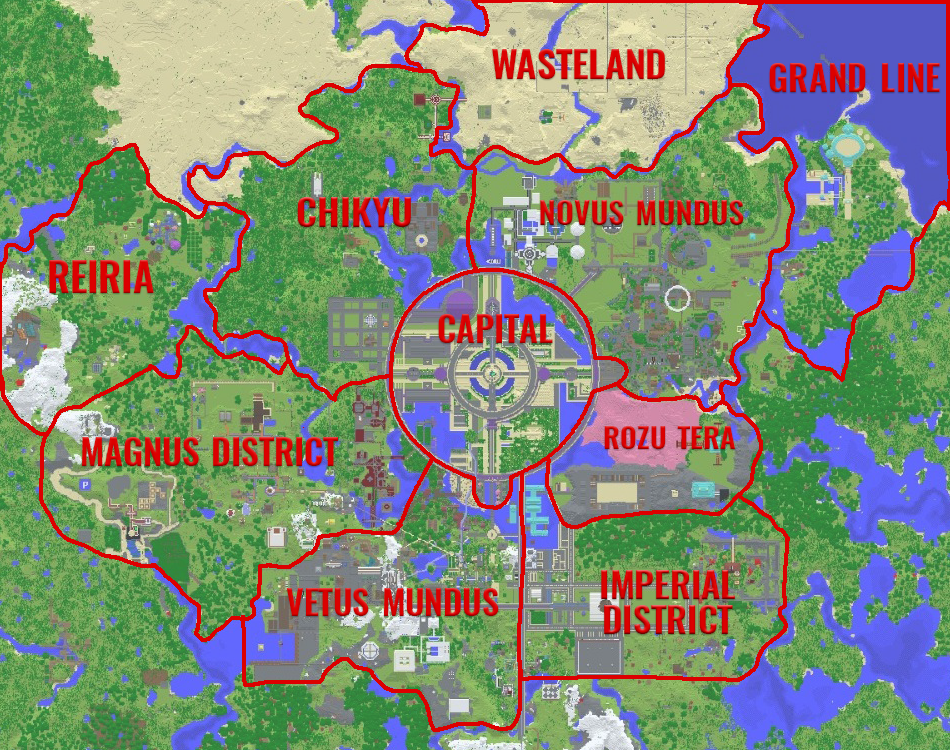 WASTELAND
GRAND LINE
CHIKYU
NOVUS MUNDUS
REIRIA
CAPITAL
ROZU TERA
MAGNUS DISTRICT
P
IMPERIAL
DISTRICT
VETUS MUNDUS